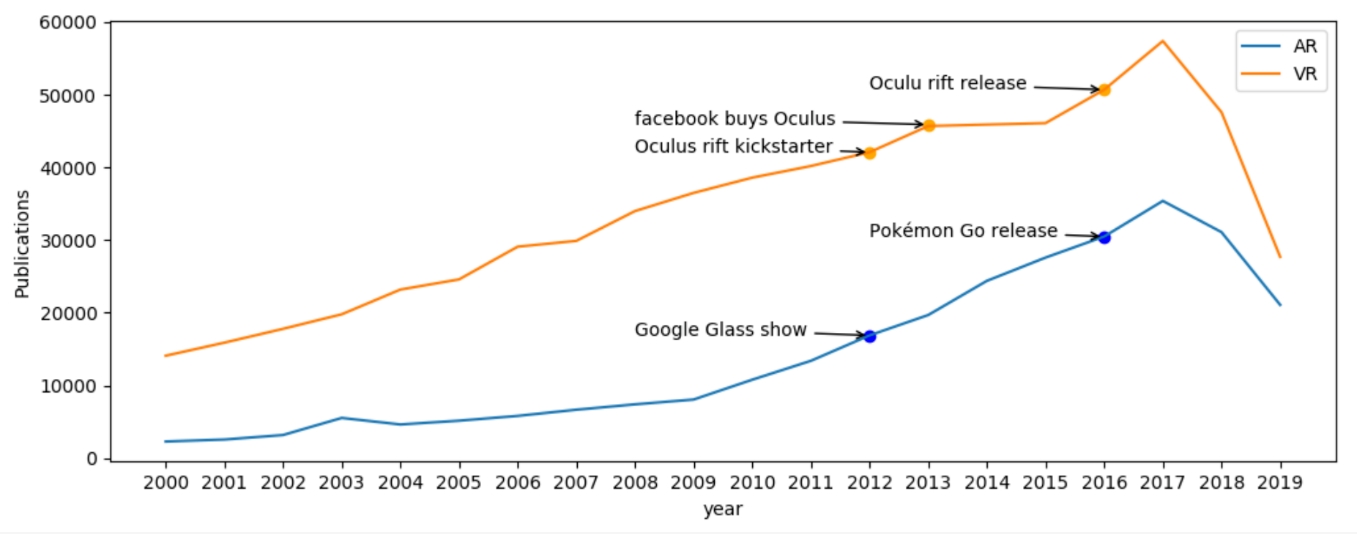 60000
50000
40000
30000
20000
10000
0
Publications
AR
VR
Oculu rift release
facebook buys Oculus
Oculus rift kickstarter
Pokémon Go release
Google Glass show
2000 2001 2002 2003 2004 2005 2006 2007 2008 2009 2010 2011 2012 2013 2014 2015 2016 2017 2018 2019
year